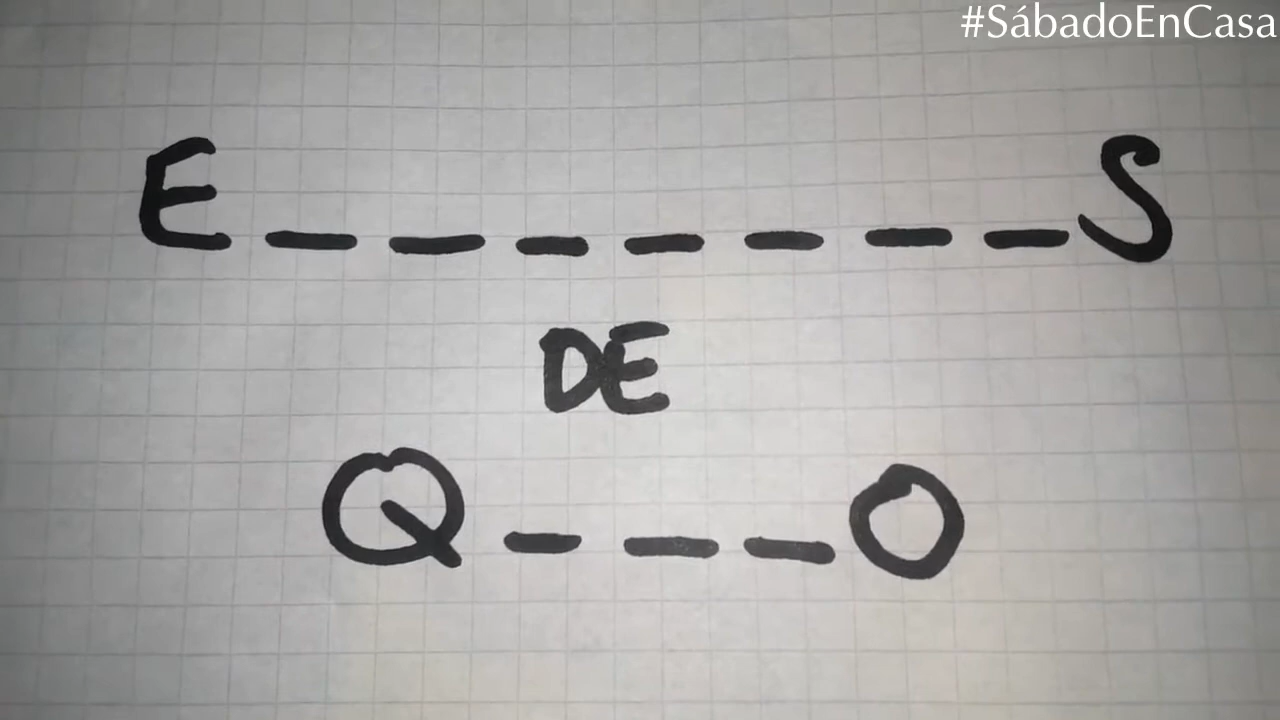 #SábadoEnCasa
E _ _ _ _ _ _ _ S
DE
Q _ _ _ O